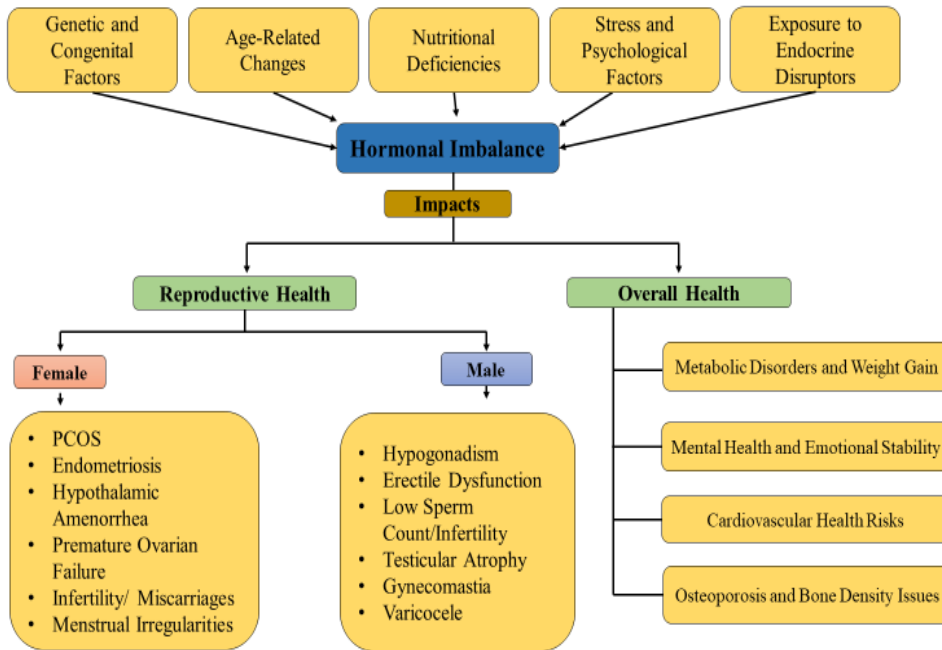 Genetic and
Congenital
Factors
Age-Related
Changes
Nutritional
Deficiencies
Stress and
Psychological
Factors
Exposure to
Endocrine
Disruptors
Hormonal Imbalance
Impacts
Reproductive Health
Overall Health
Female
Male
• PCOS
• Endometriosis
• Hypothalamic
Amenorrhea
• Premature Ovarian
Failure
• Infertility/ Miscarriages
• Menstrual Irregularities
• Hypogonadism
• Erectile Dysfunction
• Low Sperm
Count/Infertility
• Testicular Atrophy
• Gynecomastia
• Varicocele
Metabolic Disorders and Weight Gain
Mental Health and Emotional Stability
Cardiovascular Health Risks
Osteoporosis and Bone Density Issues